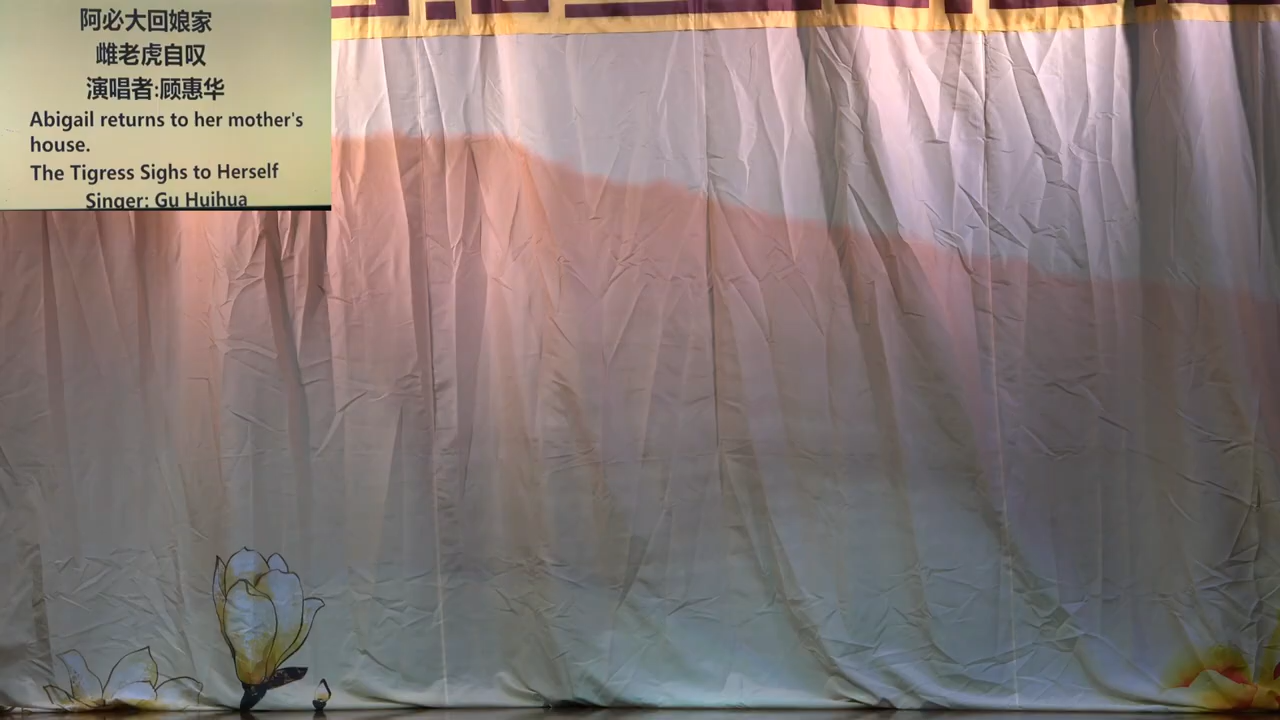 阿必大回娘家
雌老虎自叹
演唱者:顾惠华
Abigail returns to her mother's
house.
The Tigress Sighs to Herself
Singer: Gu Huihua